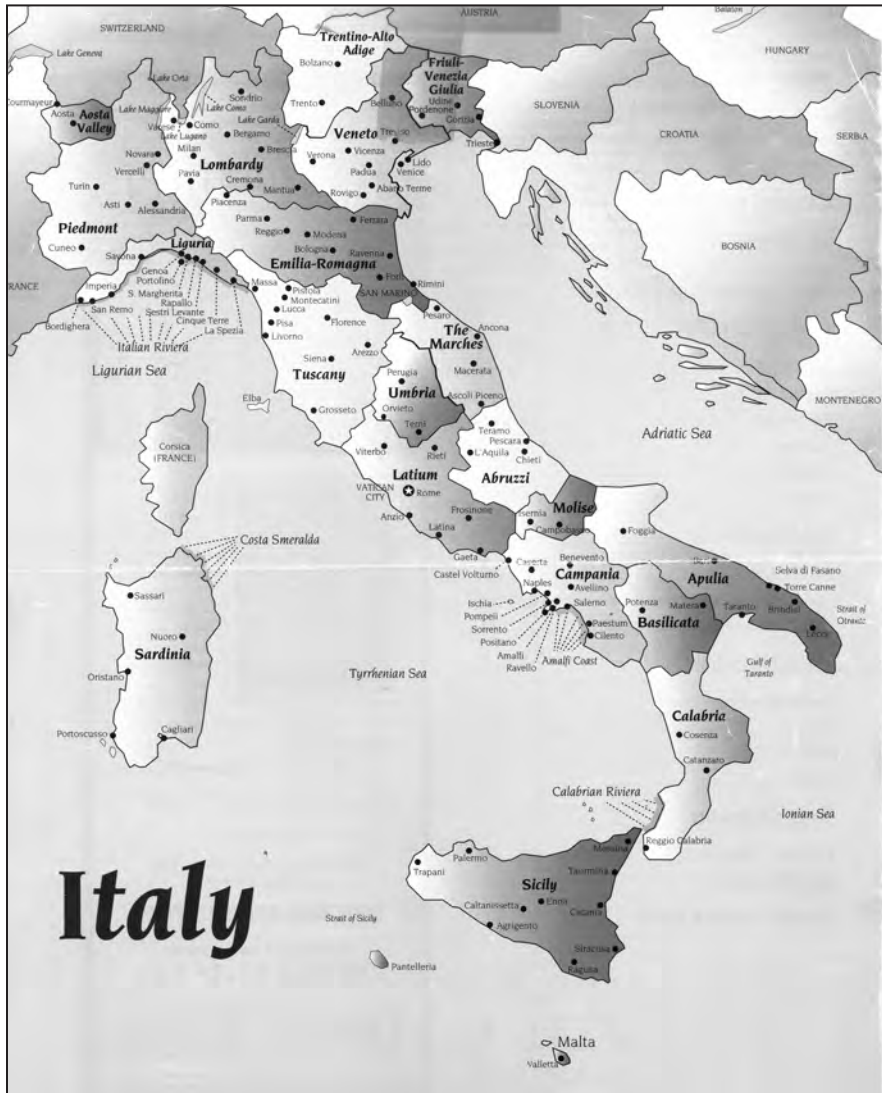 SWITZERLAND
AUSTRIA
Balaton
HUNGARY
Lake Geneva
Trentino-Alto
Adige
Bolzano
Friuli-
Venezia
Giulia
Lake Orta
Sondrio
Trento
Belluno
Udine
Pordenone
Gorizia
SLOVENIA
CROATIA
SERBIA
Courmayeur
Aosta
Aosta
Valley
Lake Maggiore
Lake Como
Varese
Como
Lake Lugano
Lake Garda
Bergamo
Veneto
Treviso
Trieste
Novara
Milan
Brescia
Verona
Vicenza
Lido
Venice
Vercelli
Lombardy
Padua
Pavia
Cremona
Abano Terme
Turin
Mantua
Rovigo
Piacenza
Asti
Alessandria
Parma
Ferrara
BOSNIA
Piedmont
Reggio
Modena
Cuneo
Liguria
Bologna
Ravenna
Savona
Emilia-Romagna
Genoa
Portofino
Forli
FRANCE
Imperia
S. Margherita
Massa
Pistoia
SAN MARINO
Rimini
Rapallo
Montecatini
San Remo
Sestri Levante
Lucca
Pesaro
Bordighera
Cinque Terre
Pisa
Florence
La Spezia
Livorno
The
Marches
Ancona
Italian Riviera
Arezzo
Siena
Ligurian Sea
Tuscany
Perugia
Macerata
Umbria
MONTENEGRO
Elba
Grosseto
Orvieto
Ascoli Piceno
Terni
Teramo
Adriatic Sea
Corsica
(FRANCE)
Viterbo
Rieti
Pescara
L'Aquila
Chieti
Latium
Abruzzi
VATICAN
CITY
Rome
Molise
Anzio
Frosinone
Isernia
Campobasso
Latina
Foggia
Costa Smeralda
Gaeta
Benevento
Castel Volturno
Caserta
Campania
Bari
Selva di Fasano
Apulia
Torre Canne
Sassari
Naples
Avellino
Ischia
Salerno
Potenza
Matera
Taranto
Brindisi
Strait of
Otranto
Pompeii
Basilicata
Sorrento
Paestum
Lecce
Nuoro
Positano
Cilento
Sardinia
Amalfi
Ravello
Amalfi Coast
Gulf of
Taranto
Oristano
Tyrrhenian Sea
Calabria
Portoscusso
Cagliari
Cosenza
Catanzaro
Calabrian Riviera
Ionian Sea
Messina
Reggio Calabria
Palermo
Trapani
Taormina
Sicily
Italy
Enna
Caltanissetta
Catania
Strait of Sicily
Agrigento
Siracusa
Pantelleria
Ragusa
Malta
Valletta